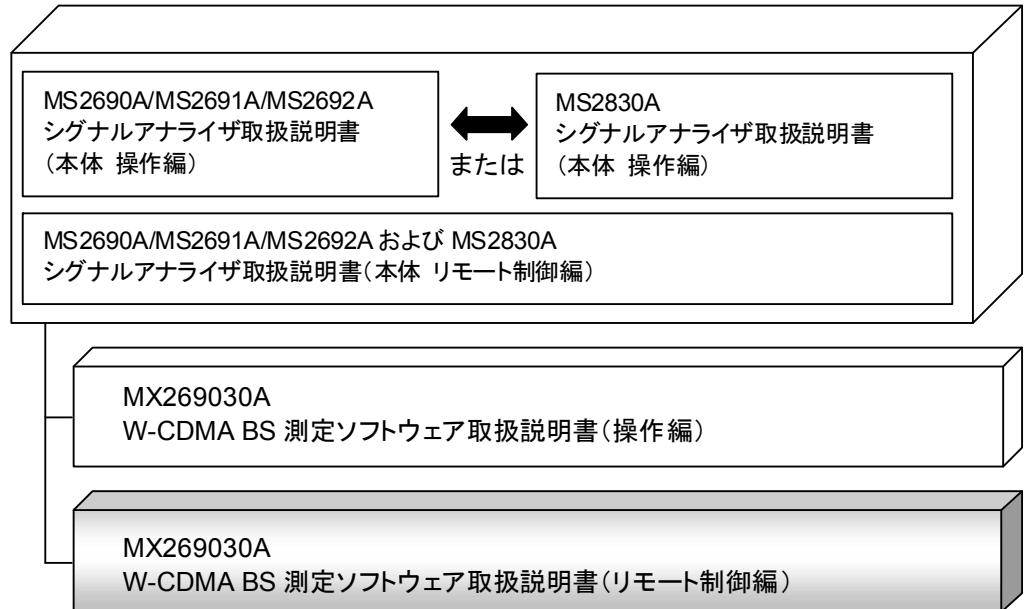 MS2690A/MS2691A/MS2692A
シグナルアナライザ取扱説明書
（本体 操作編）
または
MS2830A
シグナルアナライザ取扱説明書
（本体 操作編）
MS2690A/MS2691A/MS2692A および MS2830A
シグナルアナライザ取扱説明書（本体 リモート制御編）
MX269030A
W-CDMA BS 測定ソフトウェア取扱説明書（操作編）
MX269030A
W-CDMA BS 測定ソフトウェア取扱説明書（リモート制御編）